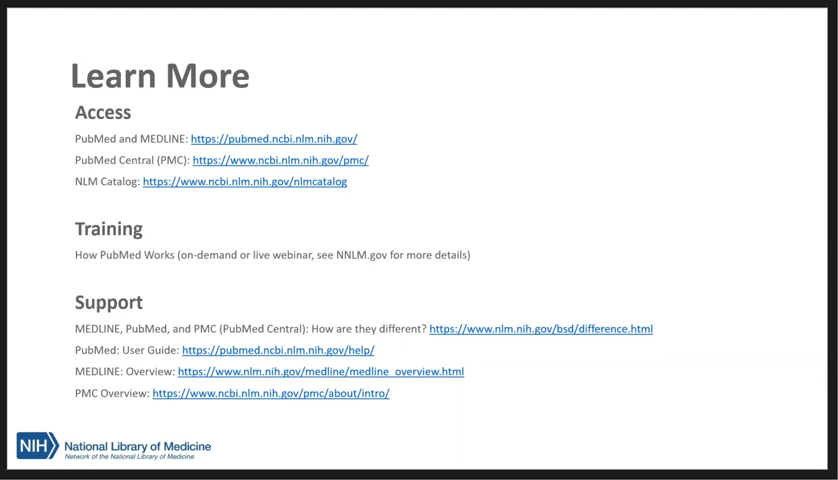 Learn More
Access
PubMed and MEDLINE: https://pubmed.ncbi.nlm.nih.gov/
PubMed Central (PMC): https://www.ncbi.nlm.nih.gov/pmc/
NLM Catalog: https://www.ncbi.nlm.nih.gov/nlmcatalog
Training
How PubMed Works (on-demand or live webinar, see NNLM.gov for more details)
Support
MEDLINE, PubMed, and PMC (PubMed Central): How are they different? https://www.nlm.nih.gov/bsd/difference.html
PubMed: User Guide: https://pubmed.ncbi.nlm.nih.gov/help/
MEDLINE: Overview: https://www.nlm.nih.gov/medline/medline_overview.html
PMC Overview: https://www.ncbi.nlm.nih.gov/pmc/about/intro/
NIH National Library of Medicine
Network of the National Library of Medicine